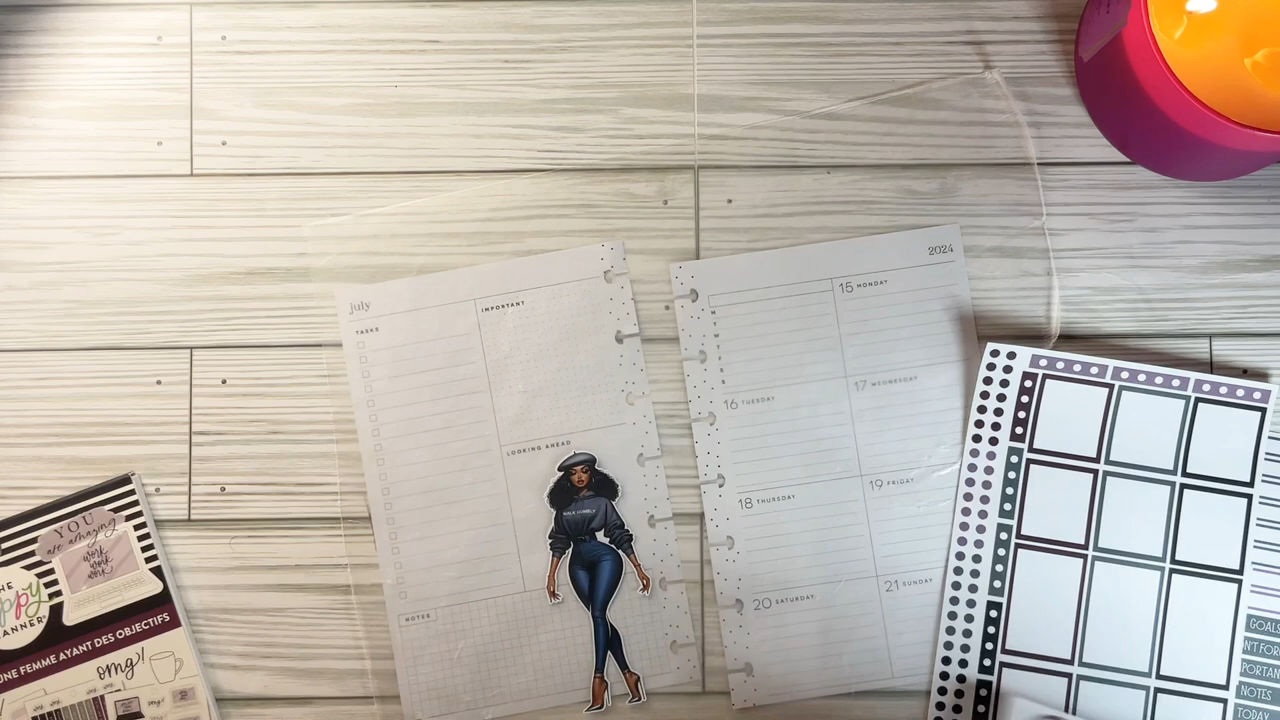 july
TASKS
IMPORTANT
LOOKING AHEAD
NOTES
WALK HUMBLY
2024
M
T
W
T
F
S
S
15 MONDAY
16 TUESDAY
17 WEDNESDAY
18 THURSDAY
19 FRIDAY
20 SATURDAY
21 SUNDAY
YOU
are amazing
work
work
work
THE
PLANNER
UNE FEMME AYANT DES OBJECTIFS
omg!
GOALS
NOTES
TODAY